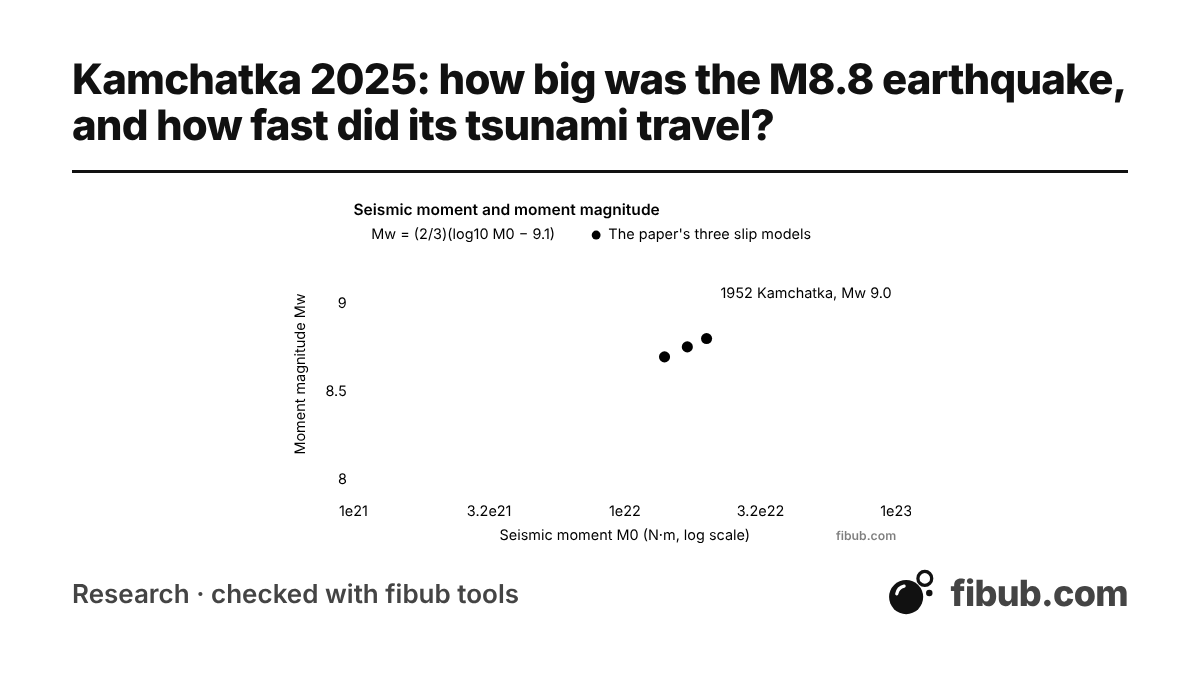 Kamchatka 2025: how big was the M8.8 earthquake,
and how fast did its tsunami travel?
Seismic moment and moment magnitude
Mw = (2/3)(log10 M0 − 9.1)
The paper's three slip models
1952 Kamchatka, Mw 9.0
Moment magnitude Mw
9
8.5
8
1e21 3.2e21 1e22 3.2e22 1e23
Seismic moment M0 (N·m, log scale)
fibub.com
Research · checked with fibub tools
fibub.com